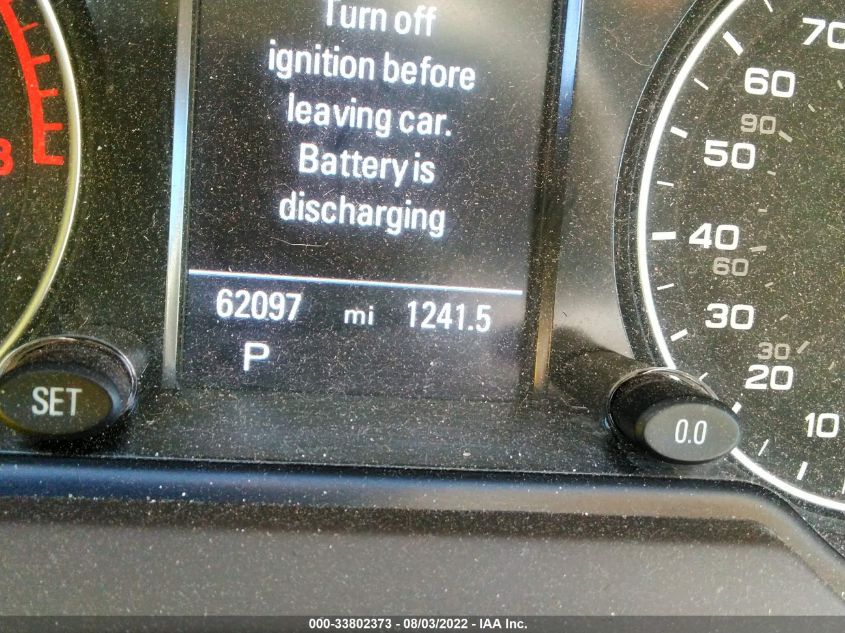 Turn off
ignition before
leaving car.
Battery is
discharging
62097 mi 1241.5
P
SET
0.0
70
60
90
50
40
60
30
30
20
10
000-33802373 - 08/03/2022 - IAA Inc.